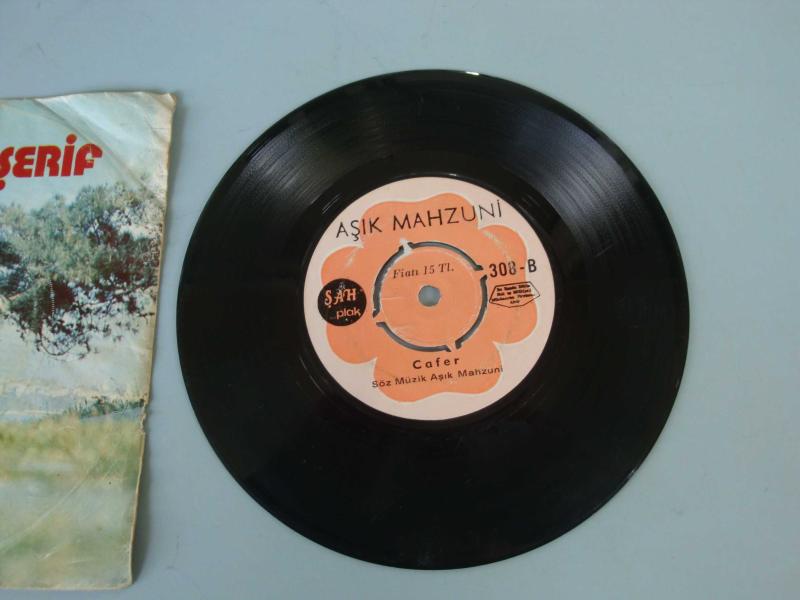 ŞERİF
AŞIK MAHZUNİ
Fiatı 15 Tl.
308-B
ŞAH
plak
Cafer
Söz Müzik Aşık Mahzuni